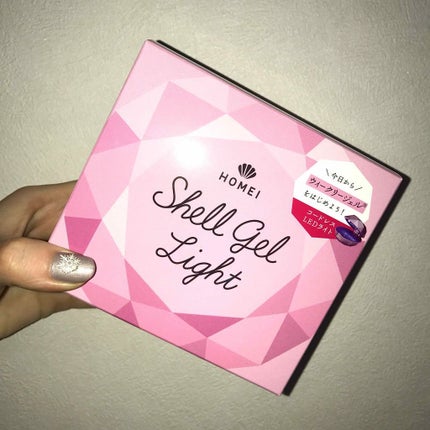 HOMEI
Shell Gel
Light
今日から
ウィークリージェル
をはじめよう!
コードレス
LEDライト